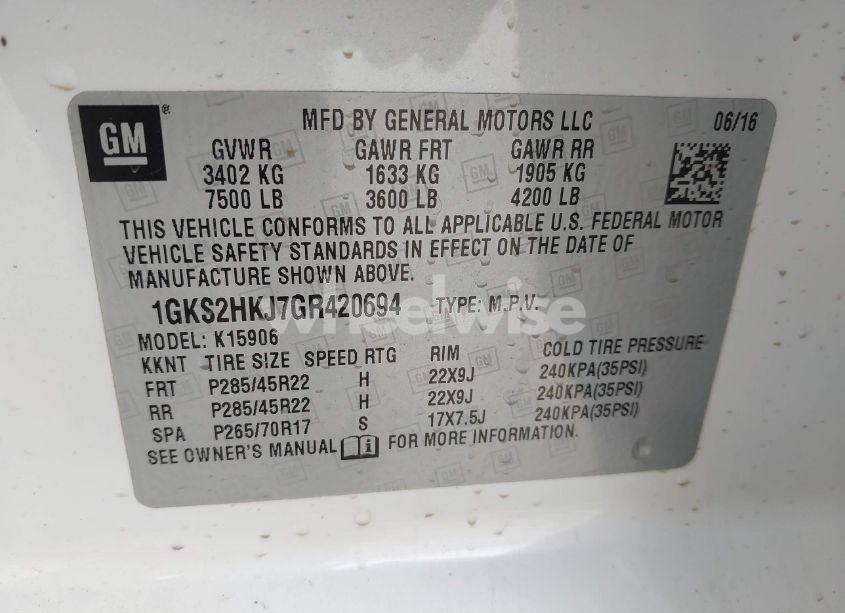 GM ® MFD BY GENERAL MOTORS LLC 06/16
GVWR GAWR FRT GAWR RR
3402 KG 1633 KG 1905 KG
7500 LB 3600 LB 4200 LB
THIS VEHICLE CONFORMS TO ALL APPLICABLE U.S. FEDERAL MOTOR
VEHICLE SAFETY STANDARDS IN EFFECT ON THE DATE OF
MANUFACTURE SHOWN ABOVE.
1GKS2HKJ7GR420694 TYPE: M.P.V.
wheelwise
MODEL: K15906
KKNT TIRE SIZE SPEED RTG RIM COLD TIRE PRESSURE
FRT P285/45R22 H 22X9J 240KPA(35PSI)
RR P285/45R22 H 22X9J 240KPA(35PSI)
SPA P265/70R17 S 17X7.5J 240KPA(35PSI)
SEE OWNER'S MANUAL FOR MORE INFORMATION.